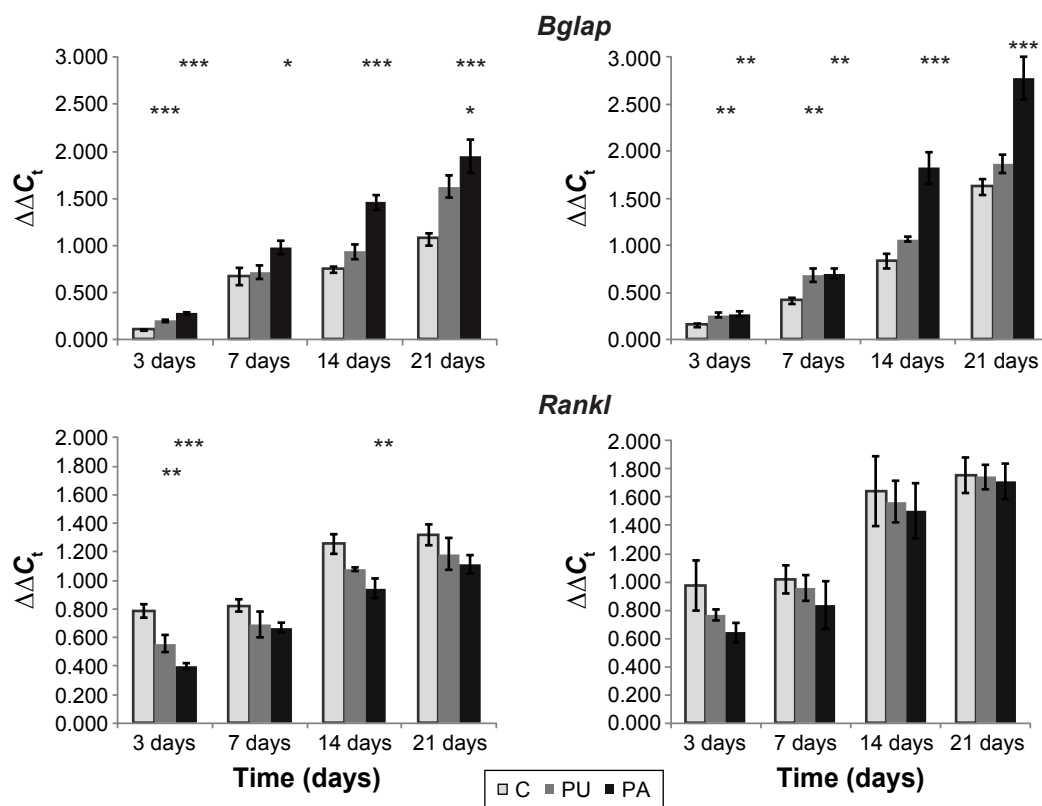 Bglap
3.000
2.500
2.000
1.500
1.000
0.500
0.000
ΔΔCt
*** * *** ***
*** *
3 days 7 days 14 days 21 days
3.000
2.500
2.000
1.500
1.000
0.500
0.000
ΔΔCt
** ** *** ***
** **
3 days 7 days 14 days 21 days
Rankl
2.000
1.800
1.600
1.400
1.200
1.000
0.800
0.600
0.400
0.200
0.000
ΔΔCt
*** **
**
3 days 7 days 14 days 21 days
Time (days)
2.000
1.800
1.600
1.400
1.200
1.000
0.800
0.600
0.400
0.200
0.000
ΔΔCt
3 days 7 days 14 days 21 days
Time (days)
C PU PA